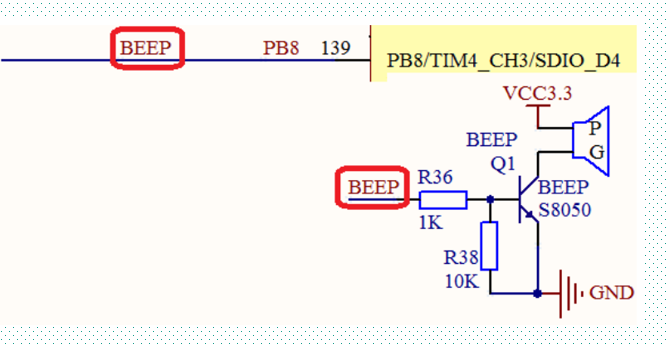 BEEP PB8 139
PB8/TIM4_CH3/SDIO_D4
VCC3.3
P
BEEP
G
Q1
BEEP R36
BEEP
S8050
1K
R38
10K
GND